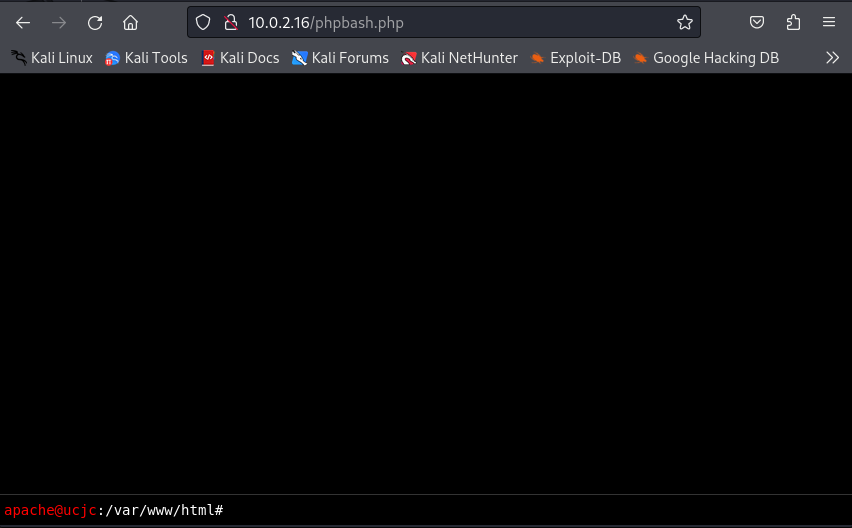 10.0.2.16/phpbash.php
Kali Linux Kali Tools Kali Docs Kali Forums Kali NetHunter Exploit-DB Google Hacking DB
apache@ucjc:/var/www/html#